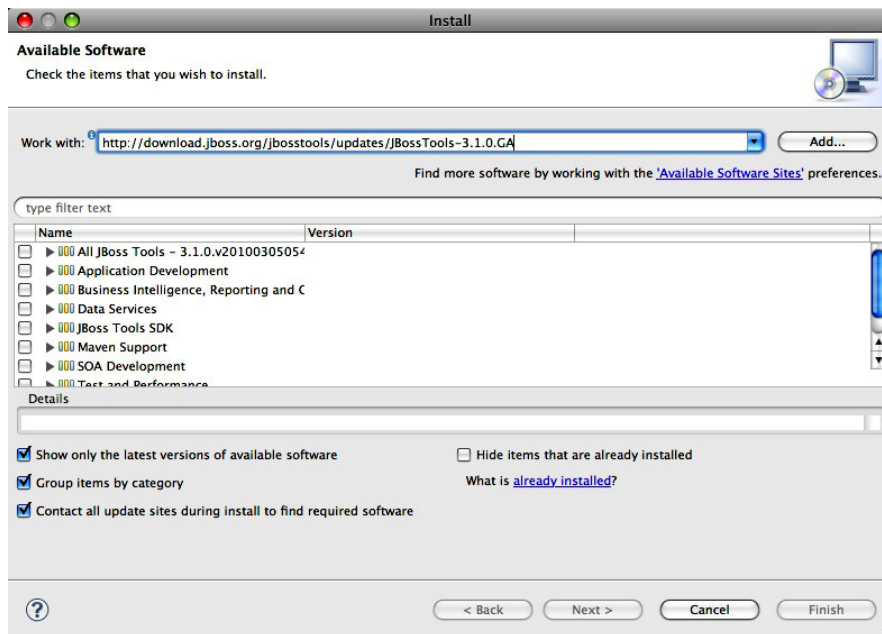 Install
Available Software
Check the items that you wish to install.
Work with: http://download.jboss.org/jbosstools/updates/JBossTools-3.1.0.GA Add...
Find more software by working with the 'Available Software Sites' preferences.
type filter text
Name Version
All JBoss Tools - 3.1.0.v20100305054
Application Development
Business Intelligence, Reporting and C
Data Services
JBoss Tools SDK
Maven Support
SOA Development
Test and Performance
Details
Show only the latest versions of available software Hide items that are already installed
Group items by category What is already installed?
Contact all update sites during install to find required software
? < Back Next > Cancel Finish